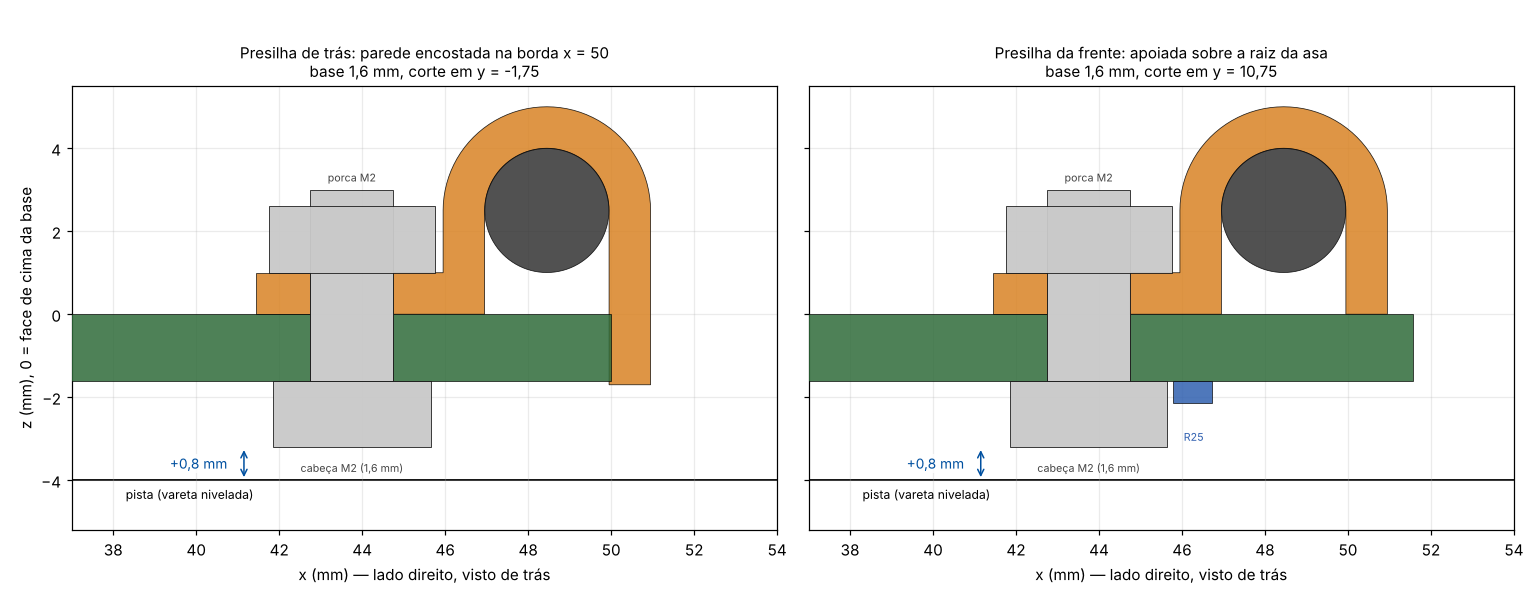 Presilha de trás: parede encostada na borda x = 50
base 1,6 mm, corte em y = -1,75
z (mm), 0 = face de cima da base
4
2
0
−2
−4
porca M2
+0,8 mm
cabeça M2 (1,6 mm)
pista (vareta nivelada)
38
40
42
44
46
48
50
52
54
x (mm) — lado direito, visto de trás
Presilha da frente: apoiada sobre a raiz da asa
base 1,6 mm, corte em y = 10,75
porca M2
R25
+0,8 mm
cabeça M2 (1,6 mm)
pista (vareta nivelada)
38
40
42
44
46
48
50
52
54
x (mm) — lado direito, visto de trás